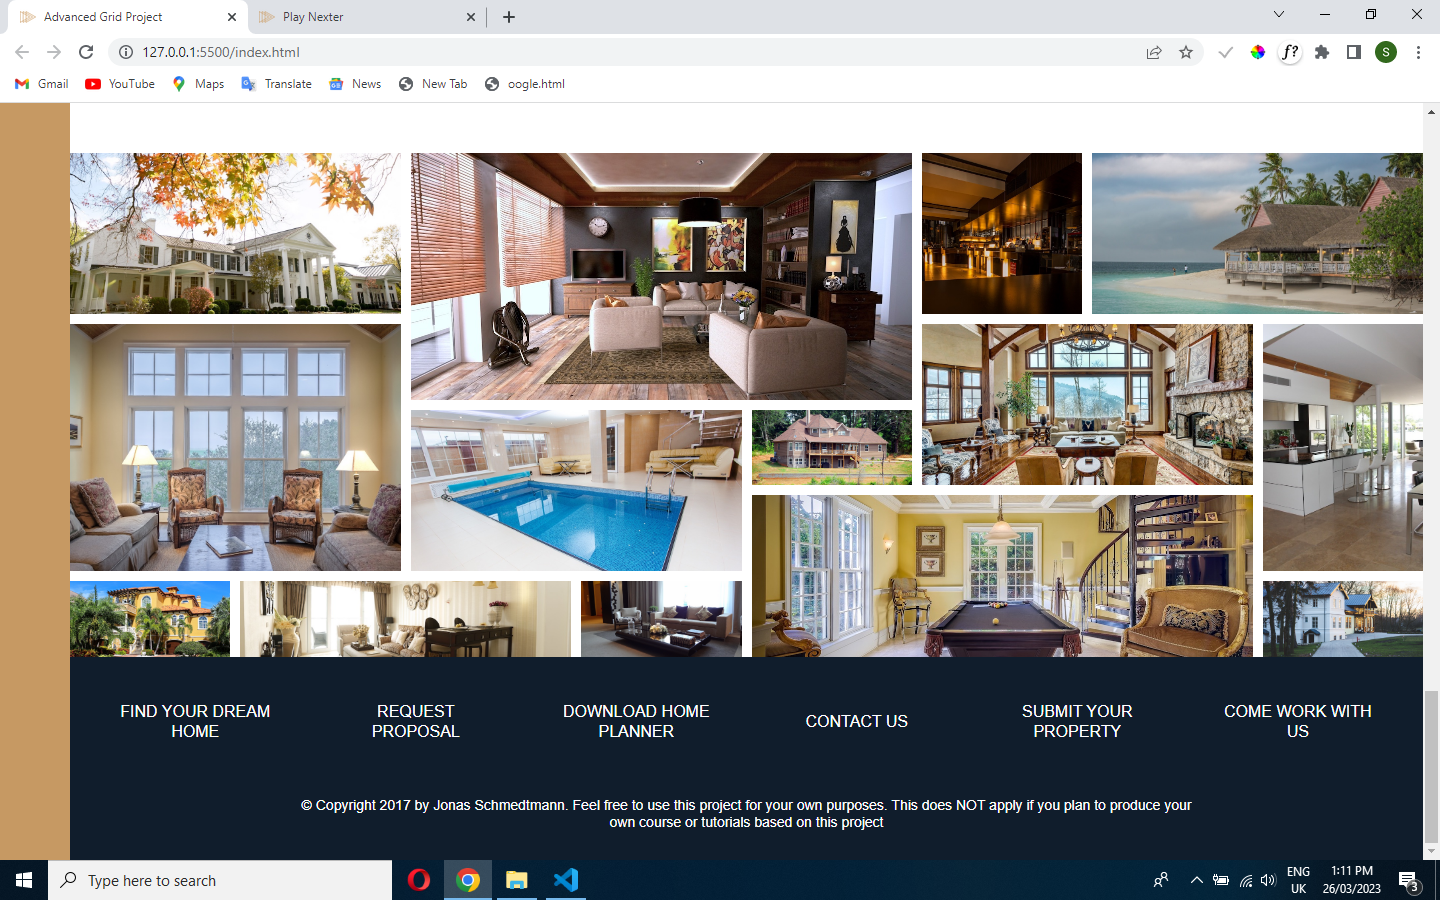 Advanced Grid Project
Play Nexter
127.0.0.1:5500/index.html
f?
S
Gmail
YouTube
Maps
Translate
News
New Tab
oogle.html
FIND YOUR DREAM
HOME
REQUEST
PROPOSAL
DOWNLOAD HOME
PLANNER
CONTACT US
SUBMIT YOUR
PROPERTY
COME WORK WITH
US
© Copyright 2017 by Jonas Schmedtmann. Feel free to use this project for your own purposes. This does NOT apply if you plan to produce your
own course or tutorials based on this project
Type here to search
ENG
UK
1:11 PM
26/03/2023
3